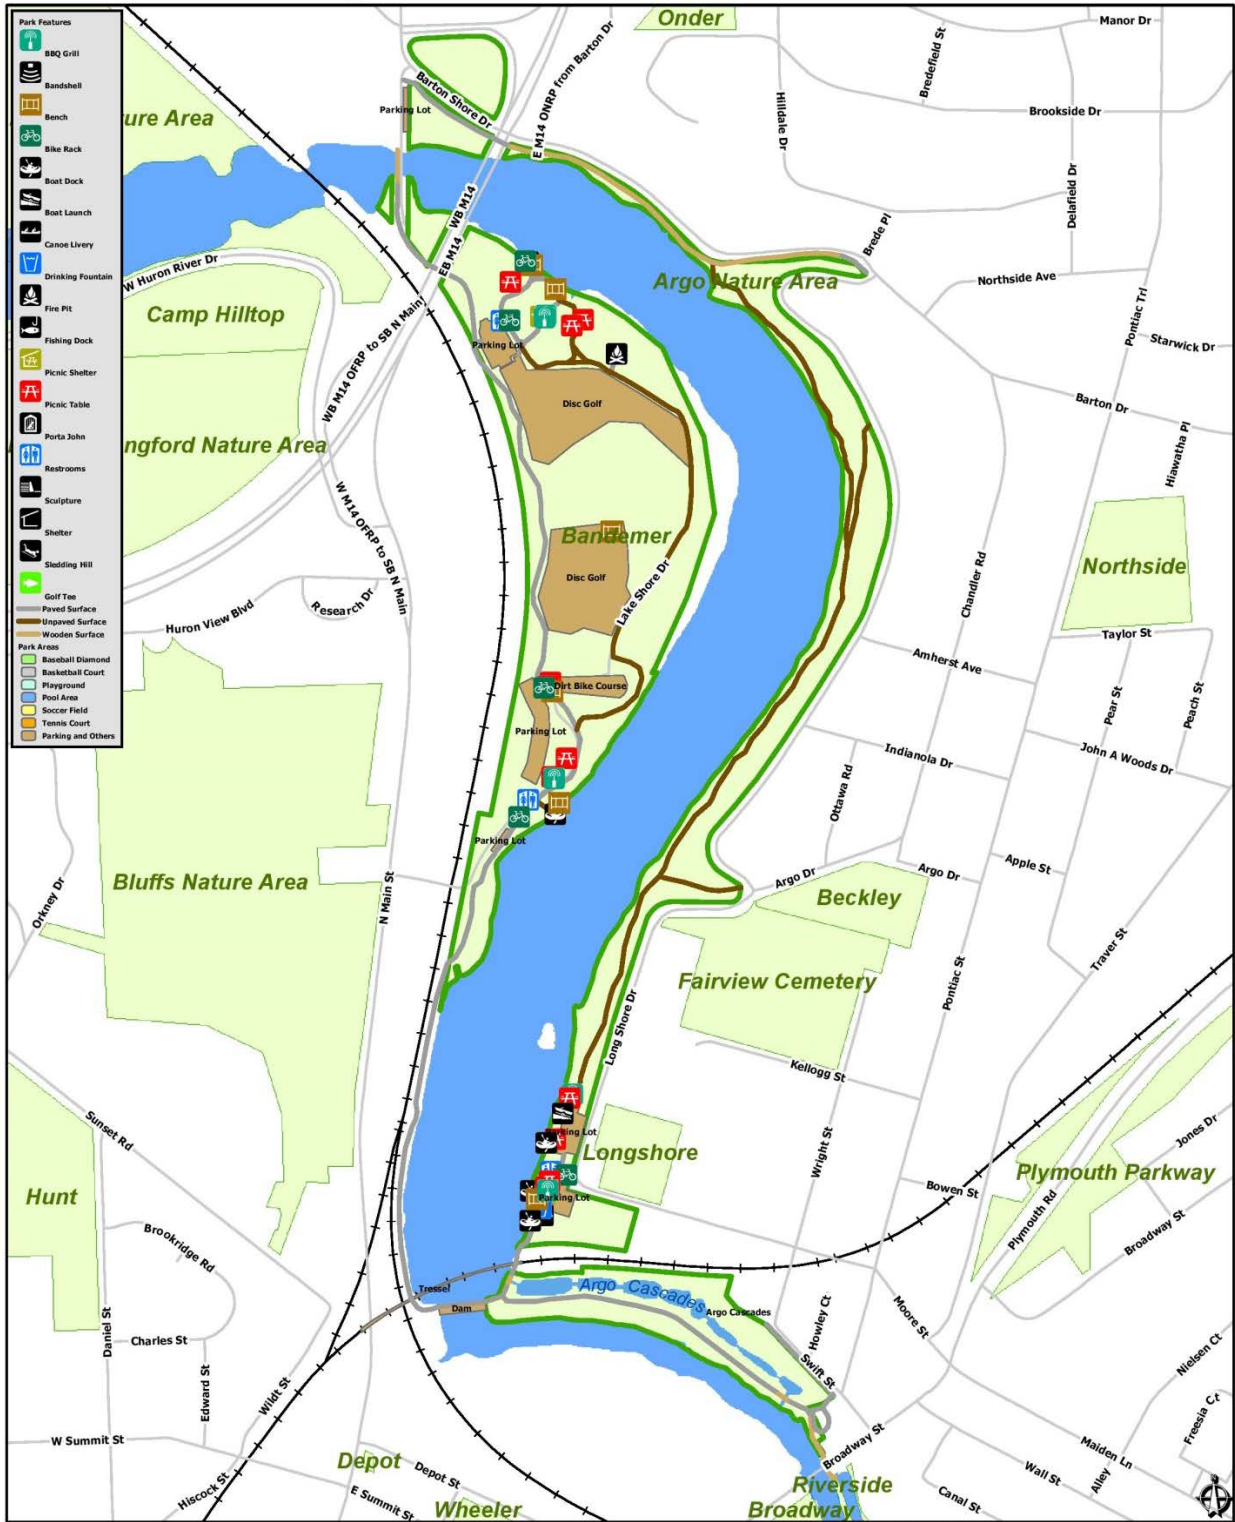 Park Features
BBQ Grill
Bandshell
Bench
Bike Rack
Boat Dock
Boat Launch
Canoe Livery
Drinking Fountain
Fire Pit
Fishing Dock
Picnic Shelter
Picnic Table
Porta John
Restrooms
Sculpture
Shelter
Sledding Hill
Golf Tee
Paved Surface
Unpaved Surface
Wooden Surface
Park Areas
Baseball Diamond
Basketball Court
Playground
Pool Area
Soccer Field
Tennis Court
Parking and Others
Onder
Manor Dr
Bredefield St
Brookside Dr
Hilldale Dr
Delafield Dr
E M14 ONRP from Barton Dr
Barton Shore Dr
Parking Lot
ure Area
WB M14
EB M14
W Huron River Dr
Camp Hilltop
WB M14 OFRP to SB N Main
Brede Pl
Argo Nature Area
Northside Ave
Pontiac Trl
Starwick Dr
Barton Dr
Hiawatha Pl
Parking Lot
Disc Golf
ngford Nature Area
W M14 OFRP to SB N Main
Bandemer
Disc Golf
Lake Shore Dr
Northside
Chandler Rd
Taylor St
Research Dr
Huron View Blvd
Amherst Ave
Pear St
Peach St
Dirt Bike Course
Parking Lot
Indianola Dr
John A Woods Dr
Ottawa Rd
Parking Lot
Apple St
Argo Dr
Argo Dr
Beckley
Bluffs Nature Area
Orkney Dr
N Main St
Traver St
Fairview Cemetery
Pontiac St
Long Shore Dr
Kellogg St
Sunset Rd
Parking Lot
Longshore
Wright St
Jones Dr
Plymouth Parkway
Hunt
Parking Lot
Bowen St
Plymouth Rd
Broadway St
Brookridge Rd
Tressel
Dam
Argo Cascades
Argo Cascades
Howley Ct
Moore St
Swift St
Daniel St
Charles St
Edward St
Wildt St
Nielsen Ct
Freesia Ct
W Summit St
Hiscock St
Depot
Depot St
E Summit St
Wheeler
Broadway St
Riverside
Broadway
Maiden Ln
Wall St
Alley
Canal St